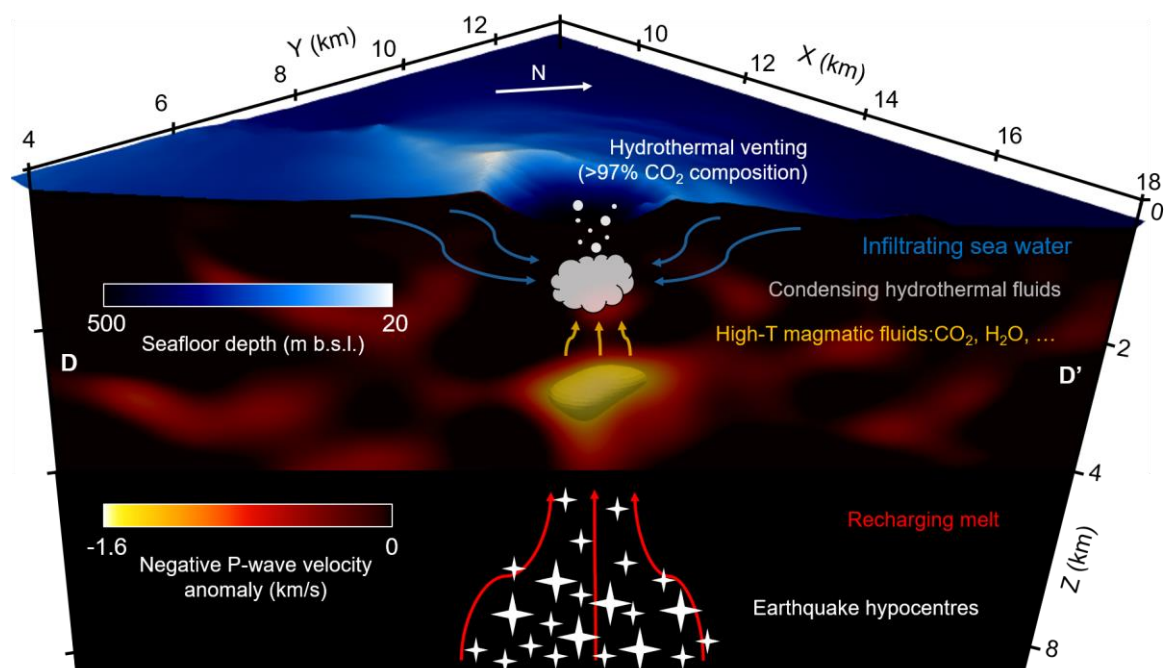 12
10
Y (km)
8
6
4
10
X (km)
12
14
16
18
0
N
Hydrothermal venting
(>97% CO₂ composition)
Infiltrating sea water
Condensing hydrothermal fluids
500
20
Seafloor depth (m b.s.l.)
High-T magmatic fluids:CO₂, H₂O, …
2
D
D'
4
-1.6
0
Negative P-wave velocity
anomaly (km/s)
Recharging melt
Z (km)
Earthquake hypocentres
8